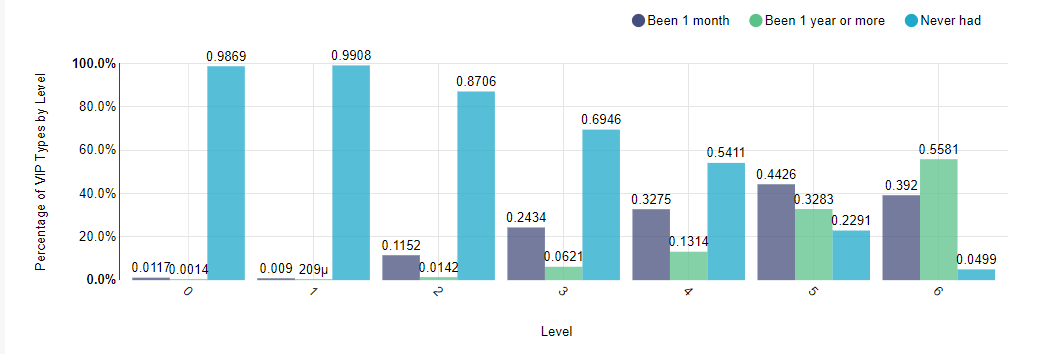 Been 1 month Been 1 year or more Never had
Percentage of VIP Types by Level
100.0%
80.0%
60.0%
40.0%
20.0%
0.0%
0.0117 0.0014 0.9869
0.009 209μ 0.9908
0.1152 0.0142 0.8706
0.2434 0.0621 0.6946
0.3275 0.1314 0.5411
0.4426 0.3283 0.2291
0.392 0.5581 0.0499
0 1 2 3 4 5 6
Level